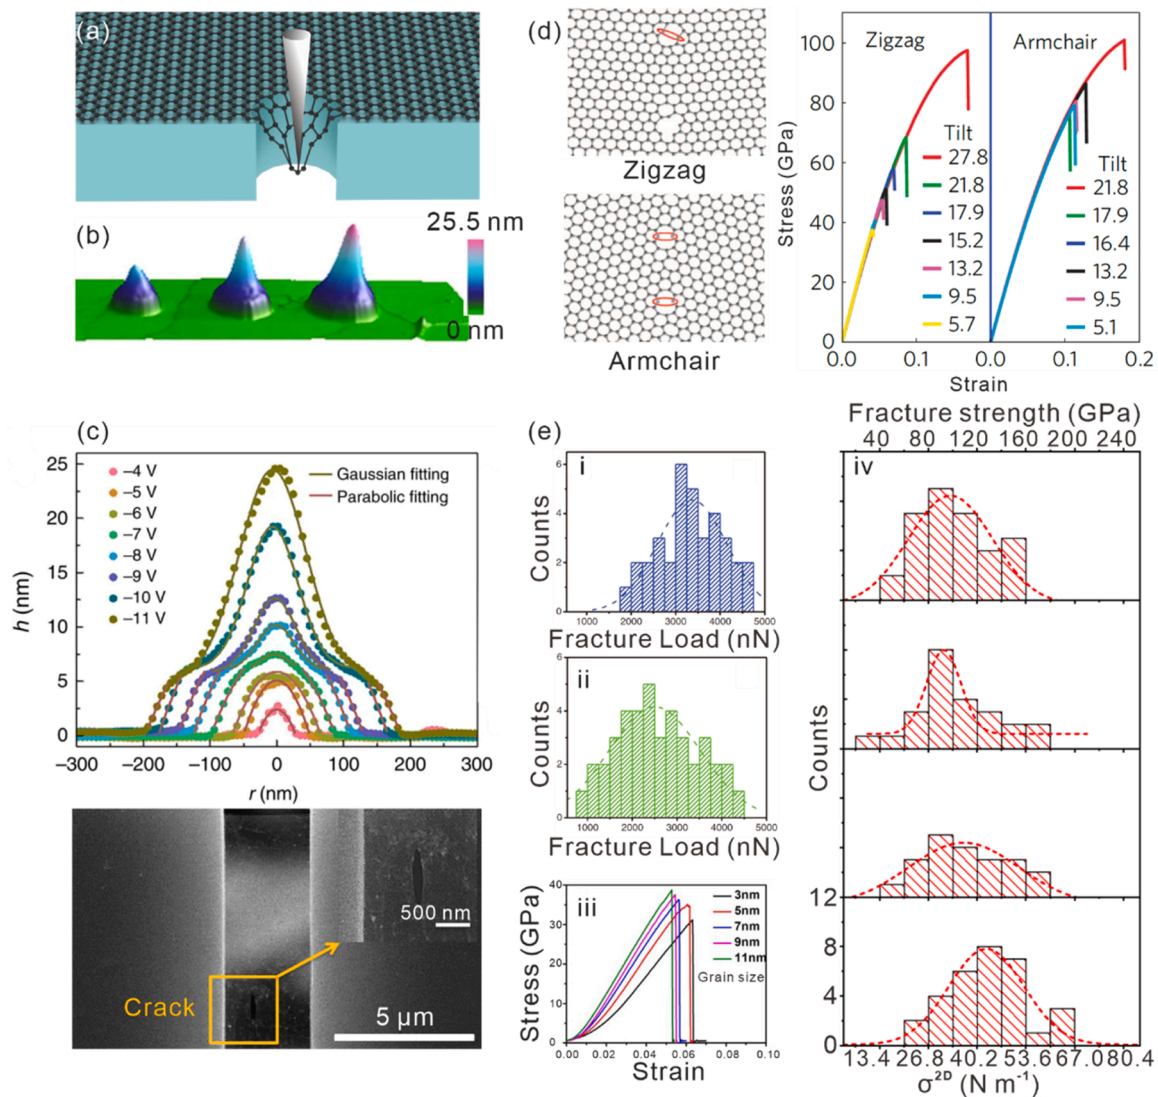 (a)
(b)
25.5 nm
0 nm
(c)
25
20
15
10
5
0
h (nm)
−4 V
−5 V
−6 V
−7 V
−8 V
−9 V
−10 V
−11 V
Gaussian fitting
Parabolic fitting
−300 −200 −100 0 100 200 300
r (nm)
500 nm
Crack
5 μm
(d)
Zigzag
Armchair
Stress (GPa)
100
80
60
40
20
0
Zigzag
Tilt
27.8
21.8
17.9
15.2
13.2
9.5
5.7
Armchair
Tilt
21.8
17.9
16.4
13.2
9.5
5.1
0.0 0.1 0.0 0.1 0.2
Strain
(e)
i
Counts
6
4
2
0
1000 2000 3000 4000 5000
Fracture Load (nN)
ii
Counts
6
4
2
0
1000 2000 3000 4000 5000
Fracture Load (nN)
iii
Stress (GPa)
40
30
20
10
0
3nm
5nm
7nm
9nm
11nm
Grain size
0.00 0.02 0.04 0.06 0.08 0.10
Strain
Fracture strength (GPa)
40 80 120 160 200 240
iv
Counts
12
8
4
0
13.4 26.8 40.2 53.6 67.0 80.4
σ2D (N m-1)